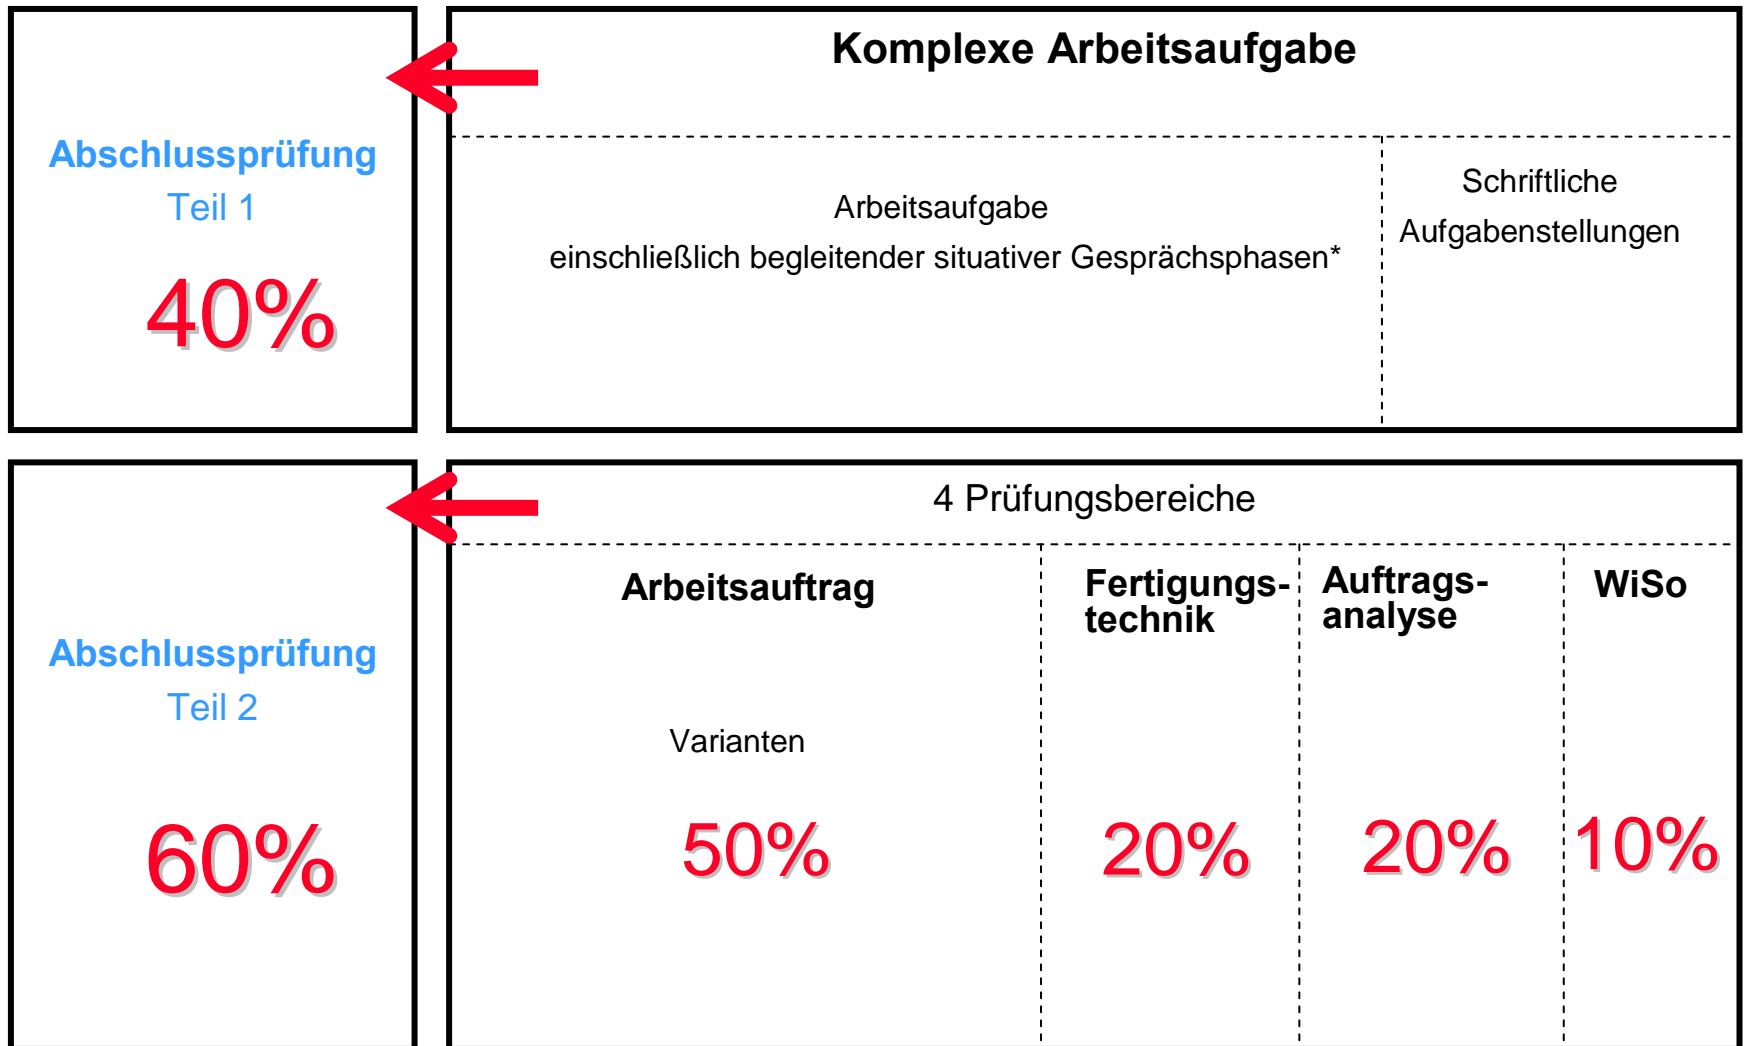 Komplexe Arbeitsaufgabe
Abschlussprüfung
Teil 1
40%
Arbeitsaufgabe
einschließlich begleitender situativer Gesprächsphasen*
Schriftliche
Aufgabenstellungen
4 Prüfungsbereiche
Abschlussprüfung
Teil 2
60%
Arbeitsauftrag
Varianten
50%
Fertigungs-
technik
20%
Auftrags-
analyse
20%
WiSo
10%